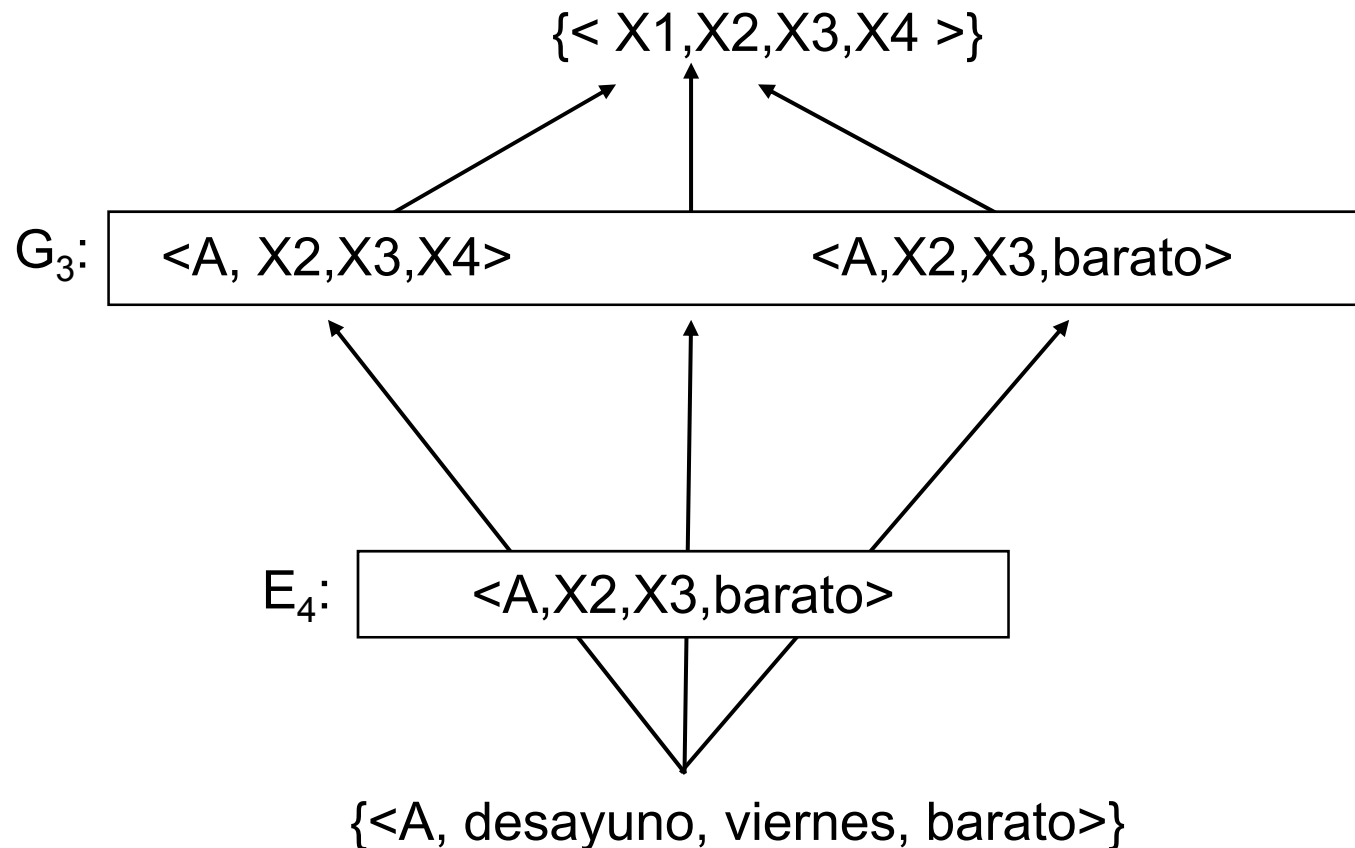 {< X1,X2,X3,X4 >}
G3: <A, X2,X3,X4> <A,X2,X3,barato>
E4: <A,X2,X3,barato>
{<A, desayuno, viernes, barato>}